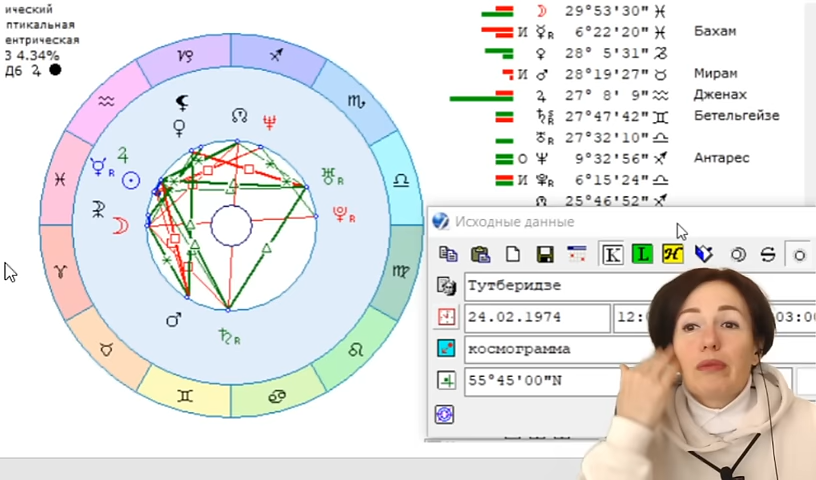 ический
птикальная
ентрическая
3 4.34%
Д6 ♃ ●
☽ 29°53'30" ♓
И ☿R 6°22'20" ♓ Бахам
♀ 28° 5'31" ♑
И ♂ 28°19'27" ♉ Мирам
♃ 27° 8' 9" ♒ Дженах
♄R 27°47'42" ♊ Бетельгейзе
♅R 27°32'10" ♎
О ♆ 9°32'56" ♐ Антарес
И ♇R 6°15'24" ♎
☊ 25°46'52" ♐
Исходные данные
K L H S
Тутберидзе
24.02.1974 12:0 03:00
космограмма
55°45'00"N